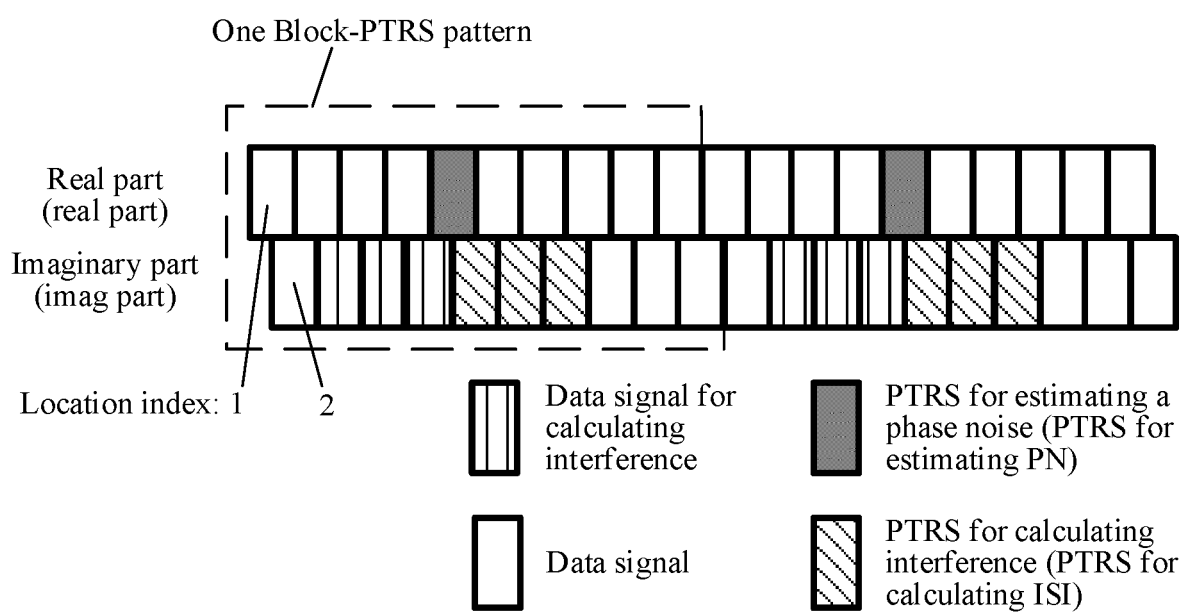 One Block-PTRS pattern
Real part
(real part)
Imaginary part
(imag part)
Location index: 1
2
Data signal for
calculating
interference
PTRS for estimating a
phase noise (PTRS for
estimating PN)
Data signal
PTRS for calculating
interference (PTRS for
calculating ISI)